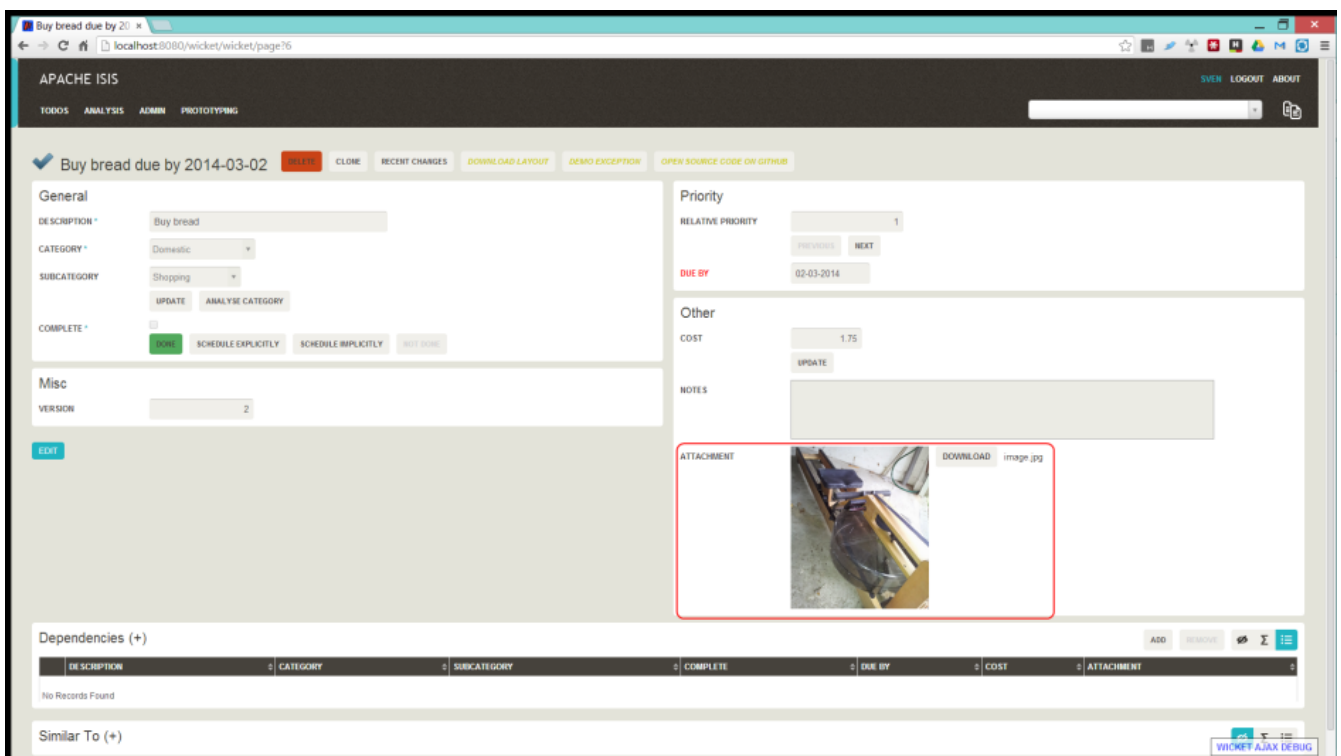 Buy bread due by 20
localhost:8080/wicket/wicket/page?6
APACHE ISIS
SVEN LOGOUT ABOUT
TODOS ANALYSIS ADMIN PROTOTYPING
Buy bread due by 2014-03-02 DELETE CLONE RECENT CHANGES DOWNLOAD LAYOUT DEMO EXCEPTION OPEN SOURCE CODE ON GITHUB
General
DESCRIPTION * Buy bread
CATEGORY * Domestic
SUBCATEGORY Shopping
UPDATE ANALYSE CATEGORY
COMPLETE *
DONE SCHEDULE EXPLICITLY SCHEDULE IMPLICITLY NOT DONE
Misc
VERSION 2
EDIT
Priority
RELATIVE PRIORITY 1
PREVIOUS NEXT
DUE BY 02-03-2014
Other
COST 1.75
UPDATE
NOTES
ATTACHMENT DOWNLOAD image.jpg
Dependencies (+) ADD REMOVE Σ
DESCRIPTION CATEGORY SUBCATEGORY COMPLETE DUE BY COST ATTACHMENT
No Records Found
Similar To (+)
WICKET AJAX DEBUG